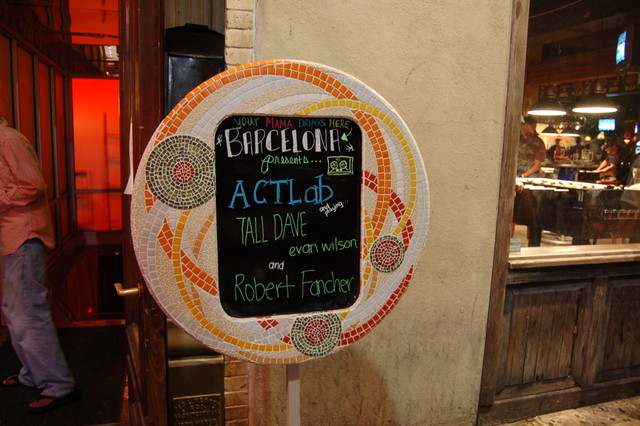 your MAMA DRINKS HERE
BARCELONA
presents...
ACTLab
and playing...
TALL DAVE
evan wilson
and
Robert Fancher